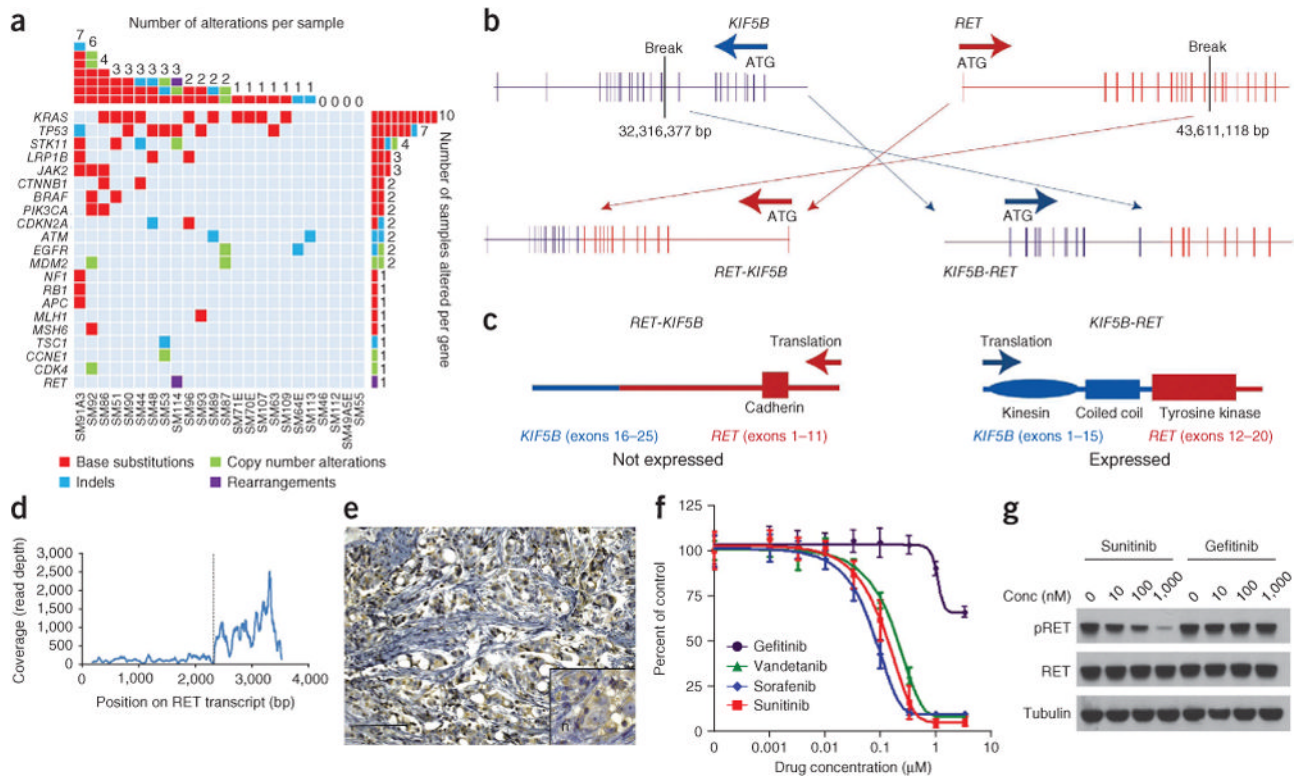 a
Number of alterations per sample
7
6
4
3 3 3 3 3 3 2 2 2 2 1 1 1 1 1 1 1 0 0 0 0
KRAS
TP53
STK11
LRP1B
JAK2
CTNNB1
BRAF
PIK3CA
CDKN2A
ATM
EGFR
MDM2
NF1
RB1
APC
MLH1
MSH6
TSC1
CCNE1
CDK4
RET
10
7
4
3
3
2
2
2
2
2
2
2
1
1
1
1
1
1
1
1
1
Number of samples altered per gene
SM91A3
SM92
SM86
SM51
SM90
SM44
SM48
SM53
SM114
SM96
SM93
SM89
SM87
SM71E
SM70E
SM107
SM63
SM109
SM64E
SM113
SM46
SM112
SM49A5E
SM55
Base substitutions
Copy number alterations
Indels
Rearrangements
b
KIF5B
RET
Break
ATG
ATG
Break
32,316,377 bp
43,611,118 bp
ATG
ATG
RET-KIF5B
KIF5B-RET
c
RET-KIF5B
KIF5B-RET
Translation
Translation
Cadherin
Kinesin
Coiled coil
Tyrosine kinase
KIF5B (exons 16–25)
RET (exons 1–11)
KIF5B (exons 1–15)
RET (exons 12–20)
Not expressed
Expressed
d
Coverage (read depth)
3,000
2,500
2,000
1,500
1,000
500
0
0
1,000
2,000
3,000
4,000
Position on RET transcript
(bp)
e
f
Percent of control
125
100
75
50
25
0
Gefitinib
Vandetanib
Sorafenib
Sunitinib
0
0.001
0.01
0.1
1
10
Drug concentration (µM)
g
Sunitinib
Gefitinib
Conc (nM)
0 10 100 1,000 0 10 100 1,000
pRET
RET
Tubulin